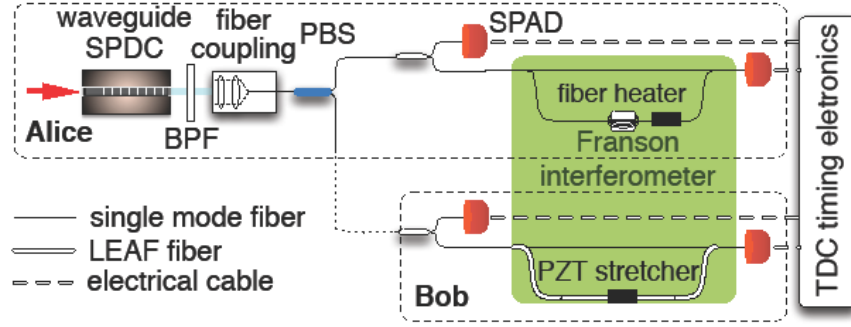 waveguide
SPDC
fiber
coupling
PBS
SPAD
Alice
BPF
fiber heater
Franson
interferometer
single mode fiber
LEAF fiber
electrical cable
PZT stretcher
Bob
TDC timing eletronics